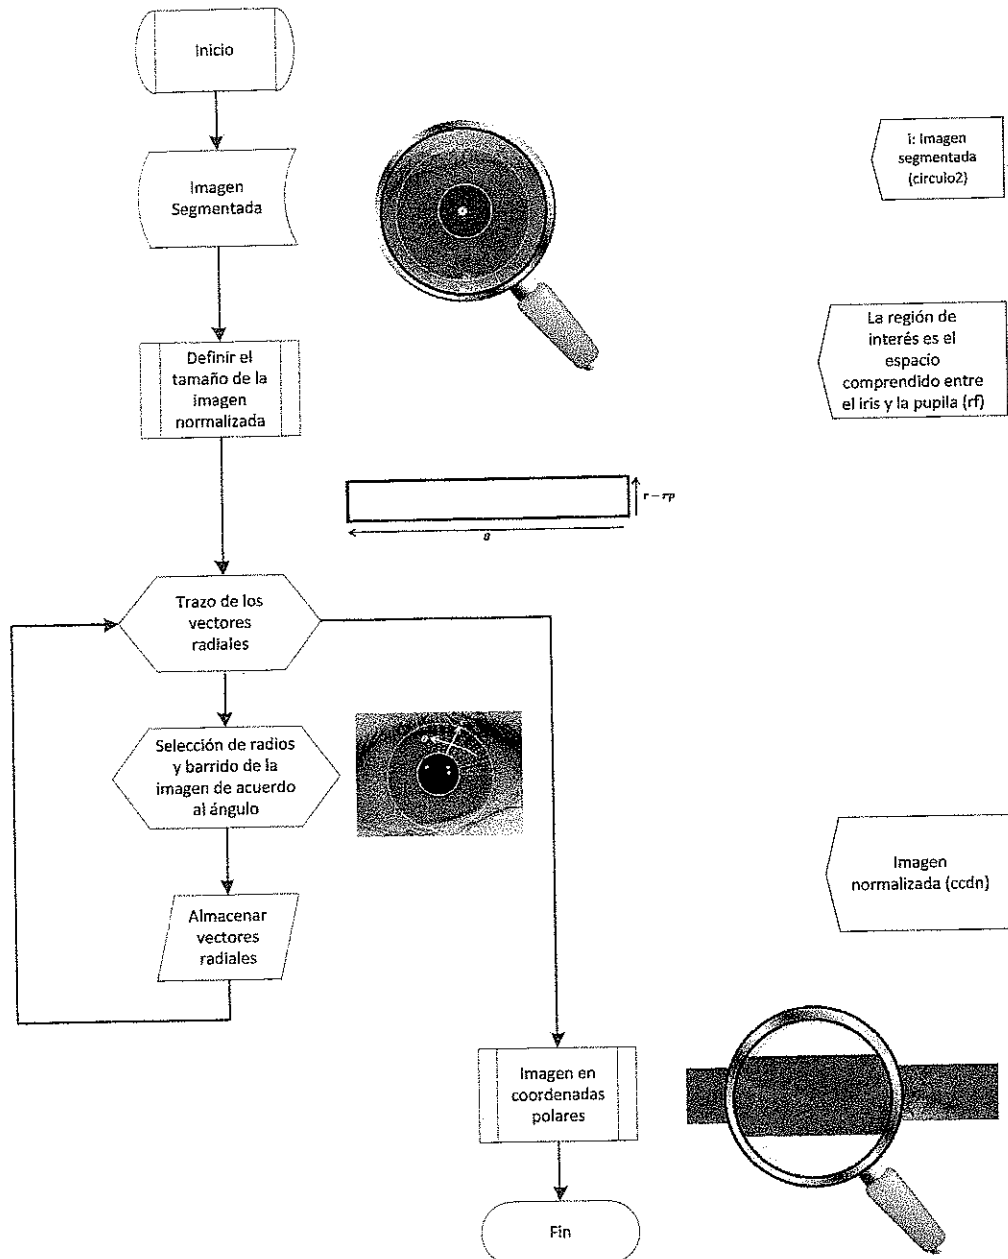 Inicio
Imagen
Segmentada
i: Imagen
segmentada
(circulo2)
Definir el
tamaño de la
imagen
normalizada
La región de
interés es el
espacio
comprendido entre
el iris y la pupila (rf)
r − rp
θ
Trazo de los
vectores
radiales
Selección de radios
y barrido de la
imagen de acuerdo
al ángulo
θ
Almacenar
vectores
radiales
Imagen
normalizada (ccdn)
Imagen en
coordenadas
polares
Fin